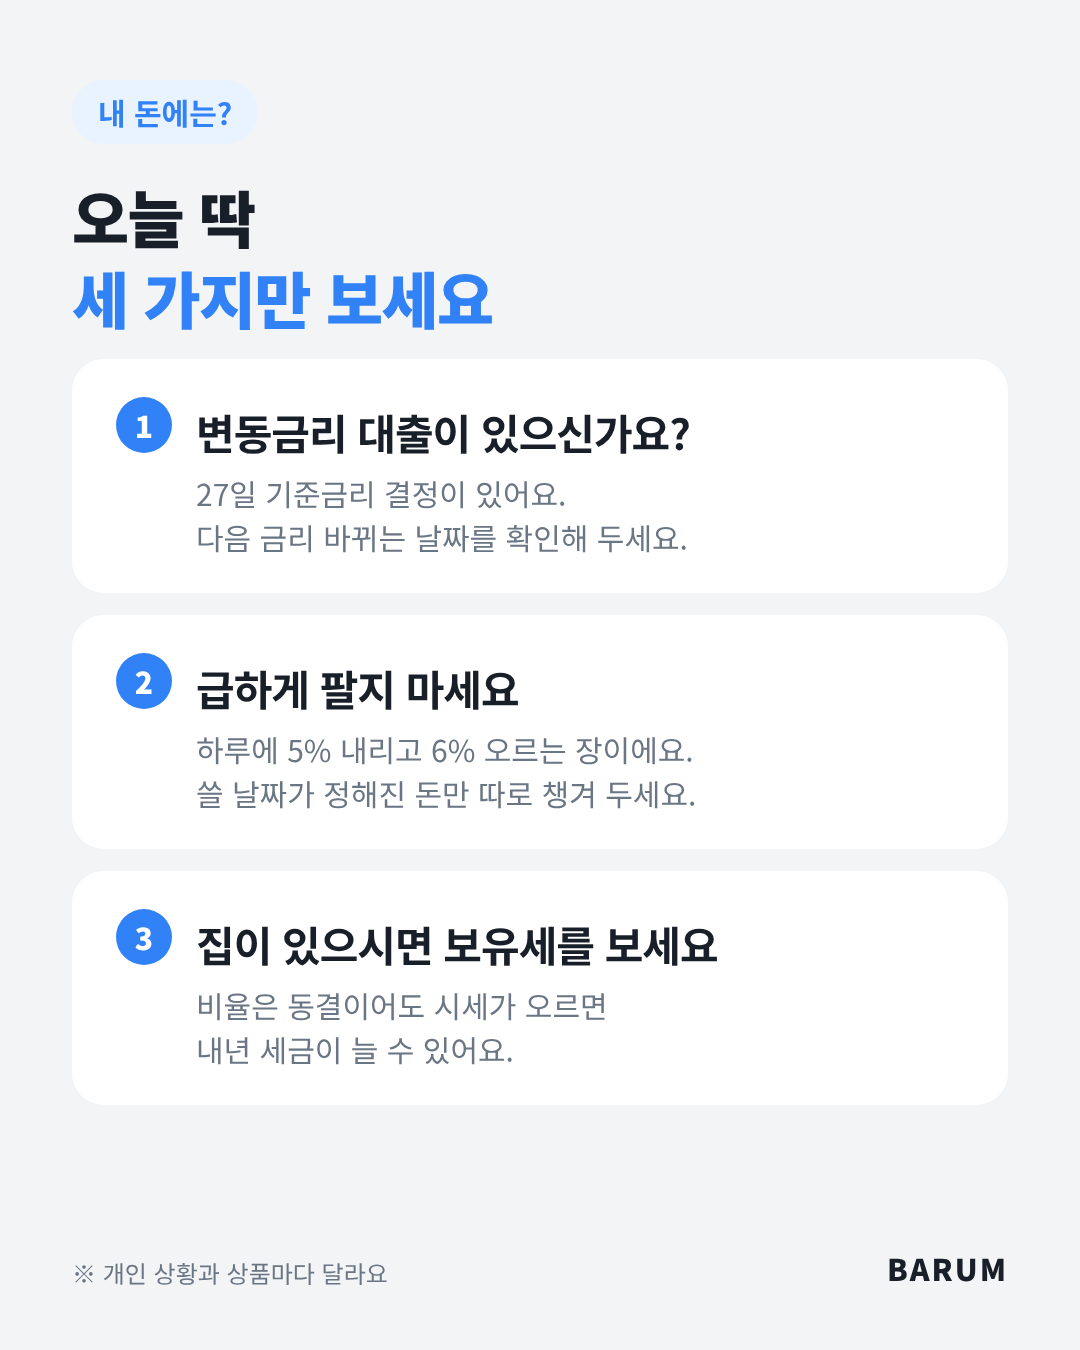 내 돈에는?
오늘 딱
세 가지만 보세요
1 변동금리 대출이 있으신가요?
27일 기준금리 결정이 있어요.
다음 금리 바뀌는 날짜를 확인해 두세요.
2 급하게 팔지 마세요
하루에 5% 내리고 6% 오르는 장이에요.
쓸 날짜가 정해진 돈만 따로 챙겨 두세요.
3 집이 있으시면 보유세를 보세요
비율은 동결이어도 시세가 오르면
내년 세금이 늘 수 있어요.
※ 개인 상황과 상품마다 달라요
BARUM